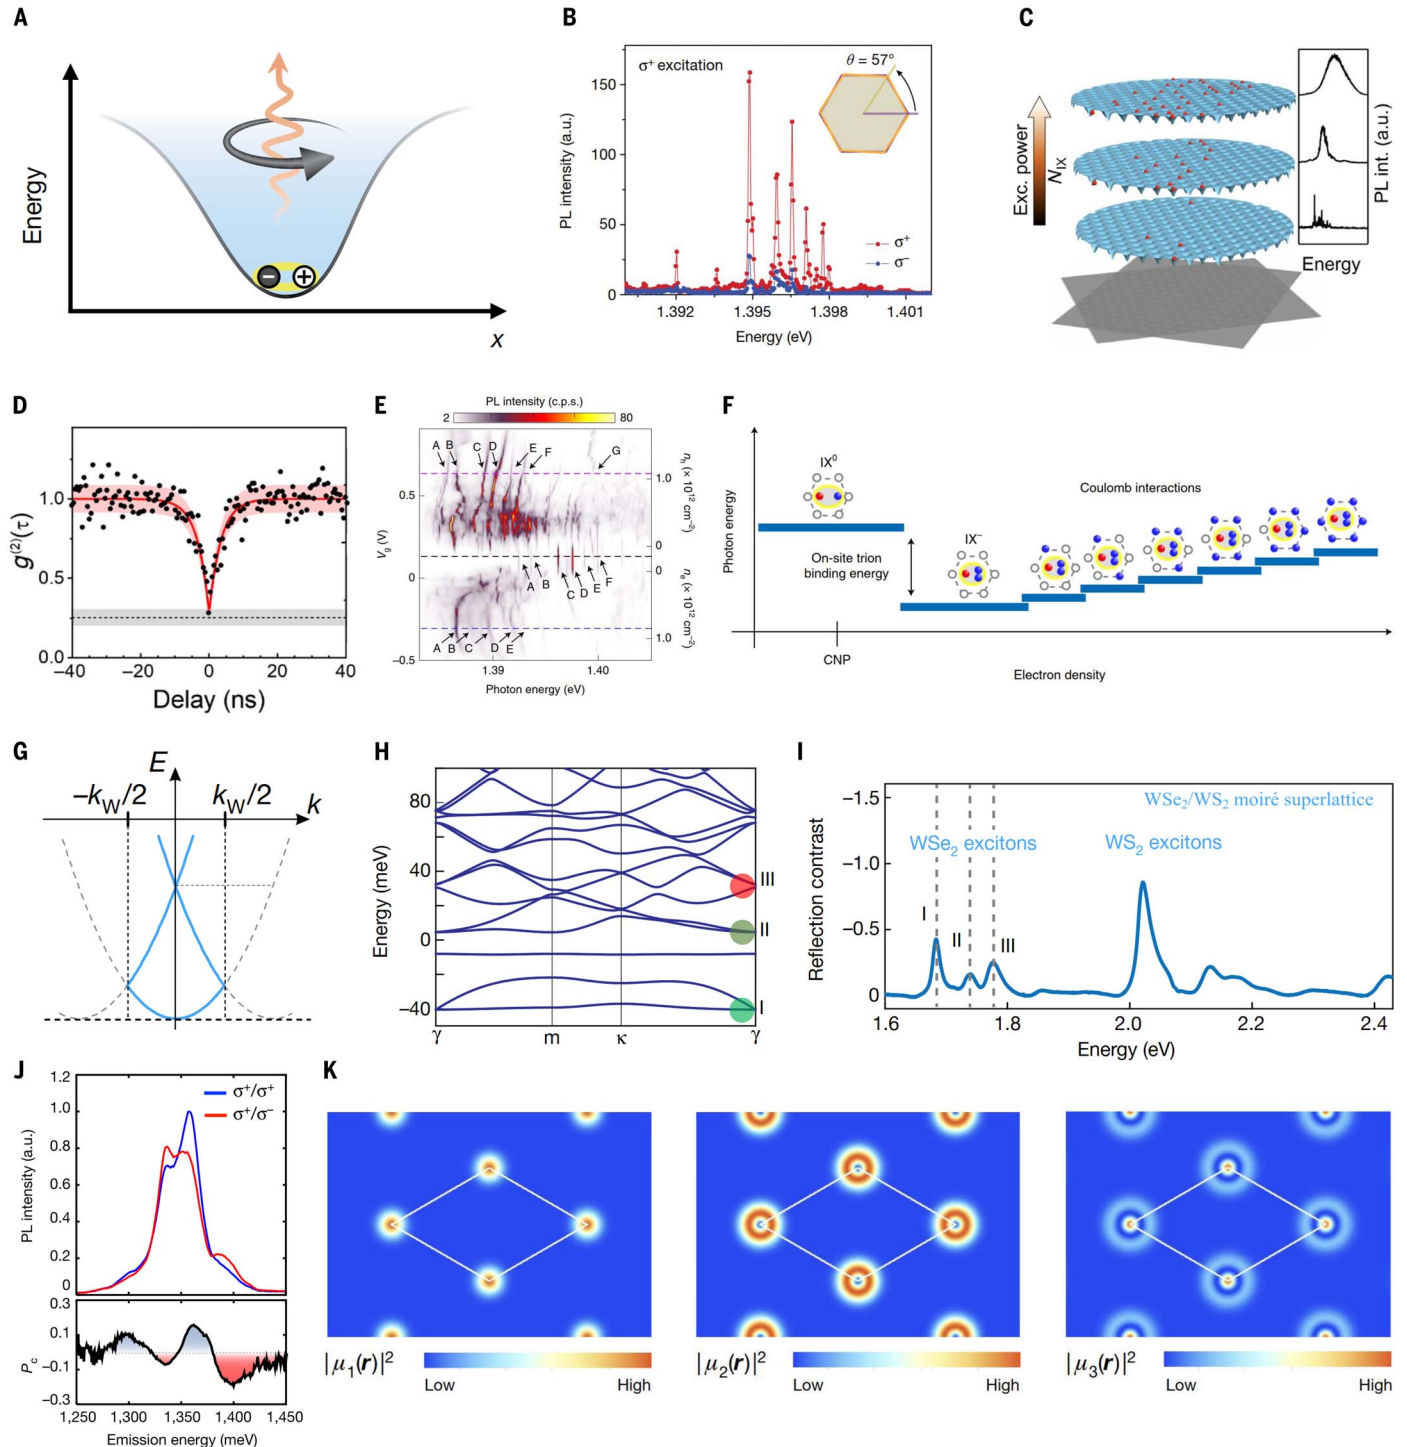 A
Energy
x
− +
B
σ⁺ excitation
θ = 57°
PL intensity (a.u.)
150
100
50
0
σ⁺
σ⁻
1.392 1.395 1.398 1.401
Energy (eV)
C
Exc. power
N_IX
PL int. (a.u.)
Energy
D
g⁽²⁾(τ)
1.0
0.5
0.0
−40 −20 0 20 40
Delay (ns)
E
PL intensity (c.p.s.)
2 80
A B C D E F G
V_g (V)
0.5
0
−0.5
n_h (× 10¹² cm⁻²)
1.0
0
0
n_e (× 10¹² cm⁻²)
1.0
A B C D E F
A B C D E
1.39 1.40
Photon energy (eV)
F
Photon energy
IX⁰
Coulomb interactions
On-site trion
binding energy
IX⁻
CNP
Electron density
G
E
−k_W/2 k_W/2 k
H
Energy (meV)
80
40
0
−40
III
II
I
γ m κ γ
I
Reflection contrast
−1.5
−1.0
−0.5
0
WSe₂/WS₂ moiré superlattice
WSe₂ excitons WS₂ excitons
I II III
1.6 1.8 2.0 2.2 2.4
Energy (eV)
J
PL intensity (a.u.)
1.2
1.0
0.8
0.6
0.4
0.2
0
σ⁺/σ⁺
σ⁺/σ⁻
P_c
0.3
0.1
−0.1
−0.3
1,250 1,300 1,350 1,400 1,450
Emission energy (meV)
K
|μ₁(r)|²
Low High
|μ₂(r)|²
Low High
|μ₃(r)|²
Low High